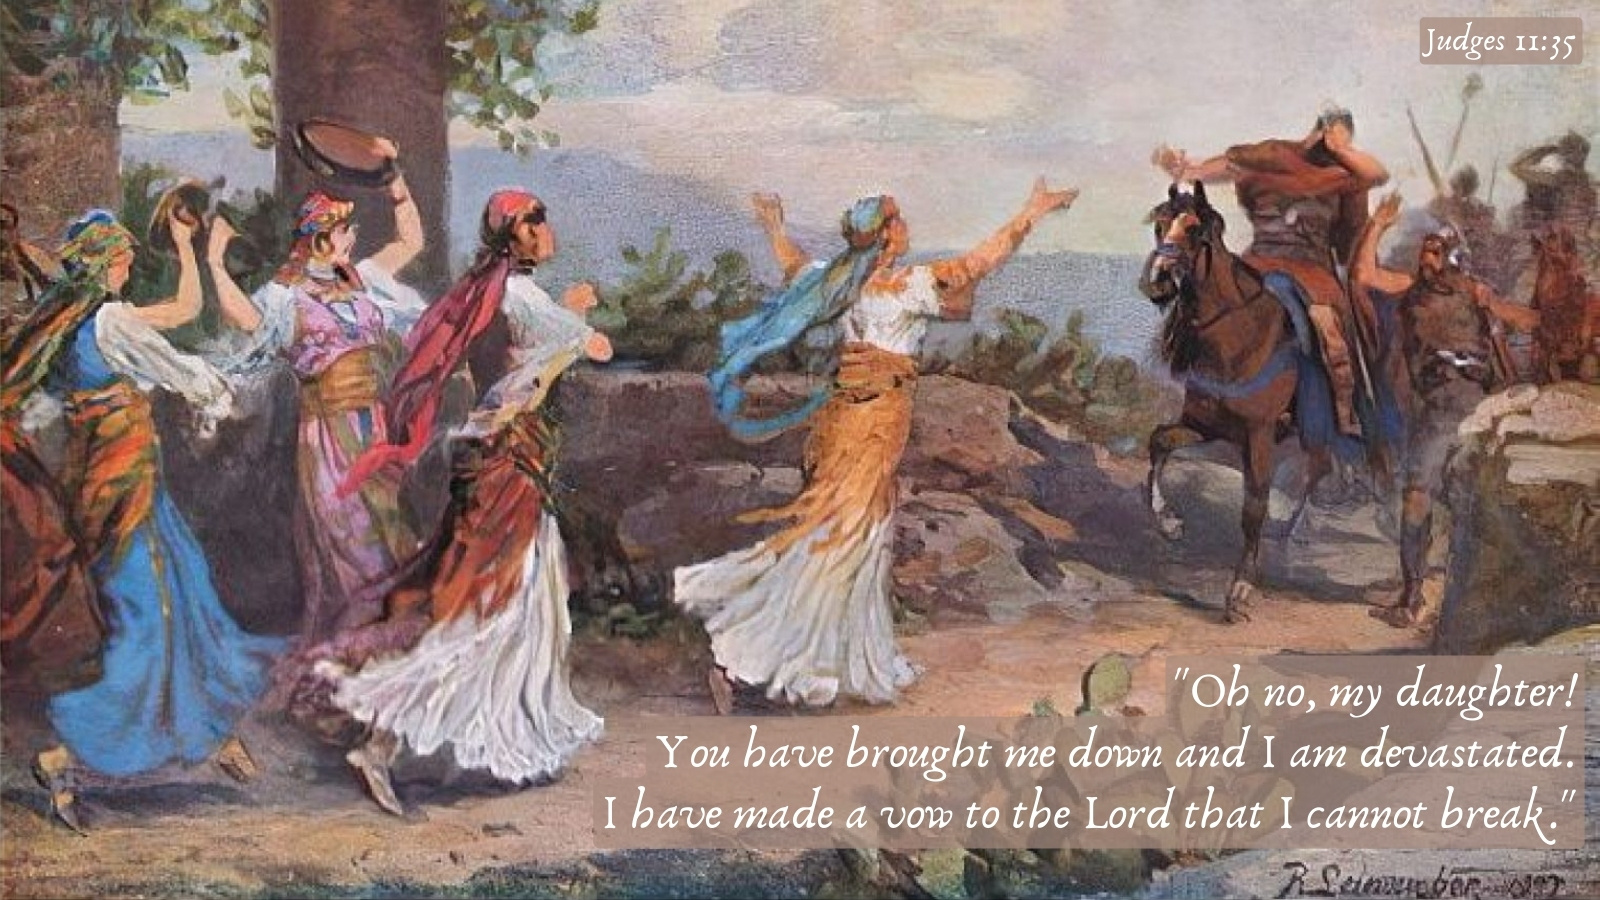 Judges 11:35
"Oh no, my daughter!
You have brought me down and I am devastated.
I have made a vow to the Lord that I cannot break."